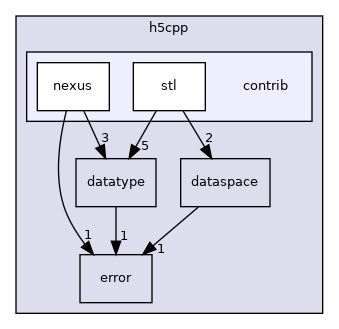 h5cpp
nexus
stl
contrib
3
5
2
datatype
dataspace
1
1
1
error